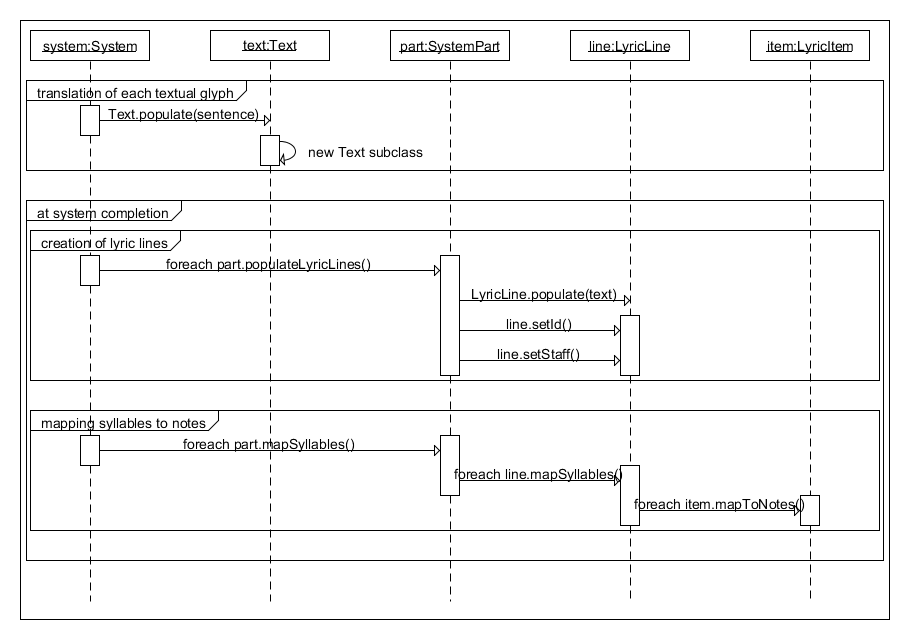 system:System
text:Text
part:SystemPart
line:LyricLine
item:LyricItem
translation of each textual glyph
Text.populate(sentence)
new Text subclass
at system completion
creation of lyric lines
foreach part.populateLyricLines()
LyricLine.populate(text)
line.setId()
line.setStaff()
mapping syllables to notes
foreach part.mapSyllables()
foreach line.mapSyllables()
foreach item.mapToNotes()